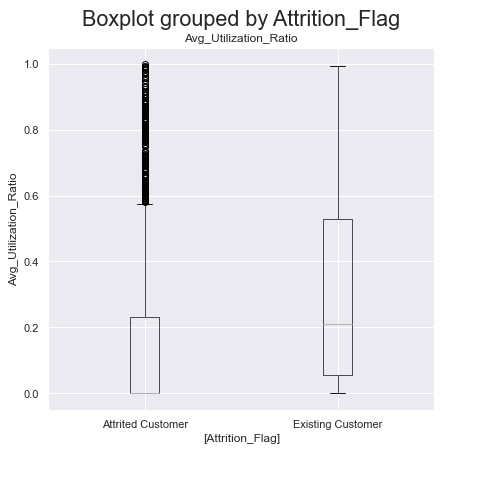 Boxplot grouped by Attrition_Flag
Avg_Utilization_Ratio
1.0
0.8
0.6
0.4
0.2
0.0
Avg_Utilization_Ratio
Attrited Customer
Existing Customer
[Attrition_Flag]